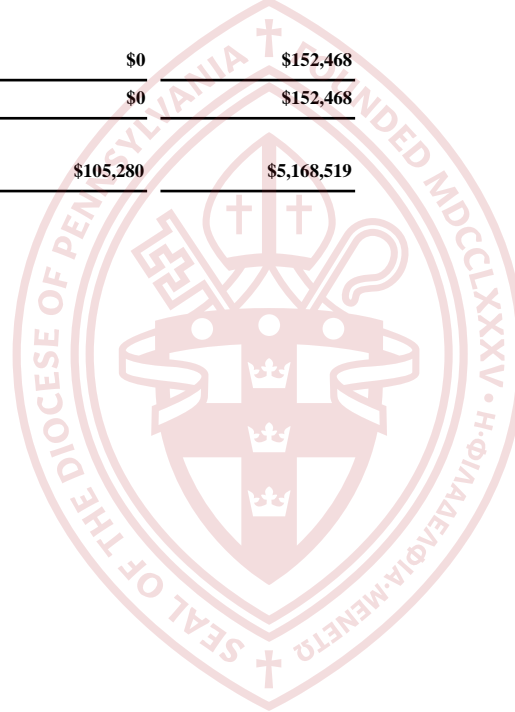 $0 $152,468
$0 $152,468
$105,280 $5,168,519
SEAL OF THE DIOCESE OF PENNSYLVANIA † FOUNDED MDCCLXXXV • Η·ΦΙΛΑΔΕΛΦΙΑ·ΜΕΝΕΤΩ †